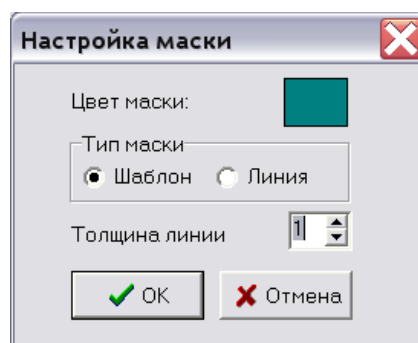 Настройка маски
Цвет маски:
Тип маски
Шаблон Линия
Толщина линии 1
OK Отмена